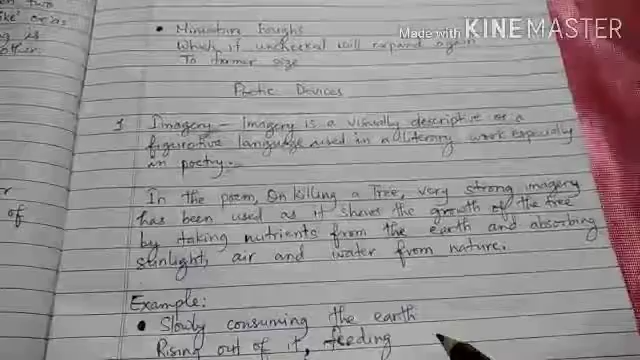 Made with KINEMASTER
Miniature boughs
Which if unchecked will expand again
To former size
Poetic Devices
1 Imagery - Imagery is a visually descriptive or a
figurative language used in a literary work especially
in poetry.
In the poem, On killing a Tree, very strong imagery
has been used as it shows the growth of the tree
by taking nutrients from the earth and absorbing
sunlight, air and water from nature.
Example:
• Slowly consuming the earth
Rising out of it, feeding
of